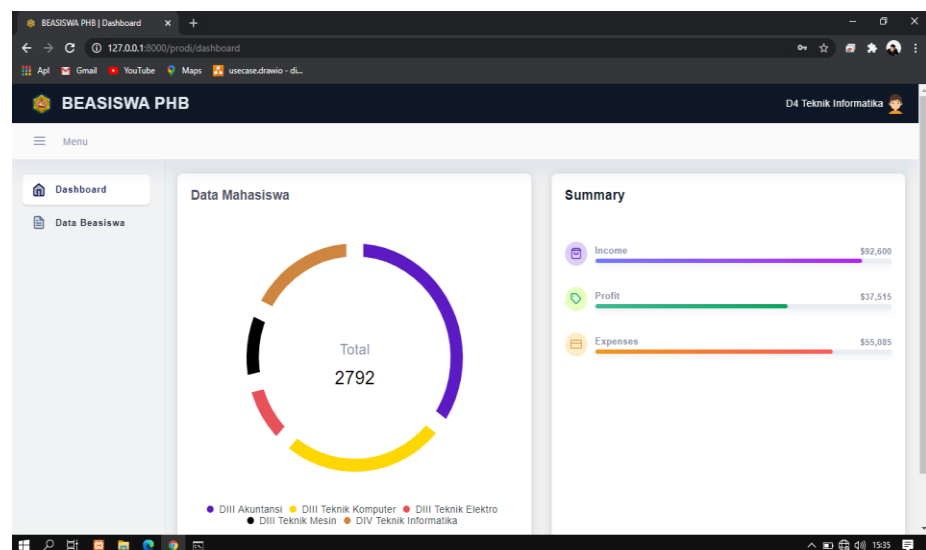 BEASISWA PHB | Dashboard
127.0.0.1:8000/prodi/dashboard
Apl Gmail YouTube Maps usecase.drawio - di...
BEASISWA PHB
D4 Teknik Informatika
Menu
Dashboard
Data Beasiswa
Data Mahasiswa
Total
2792
DIII Akuntansi DIII Teknik Komputer DIII Teknik Elektro
DIII Teknik Mesin DIV Teknik Informatika
Summary
Income $92,600
Profit $37,515
Expenses $55,085
15:35